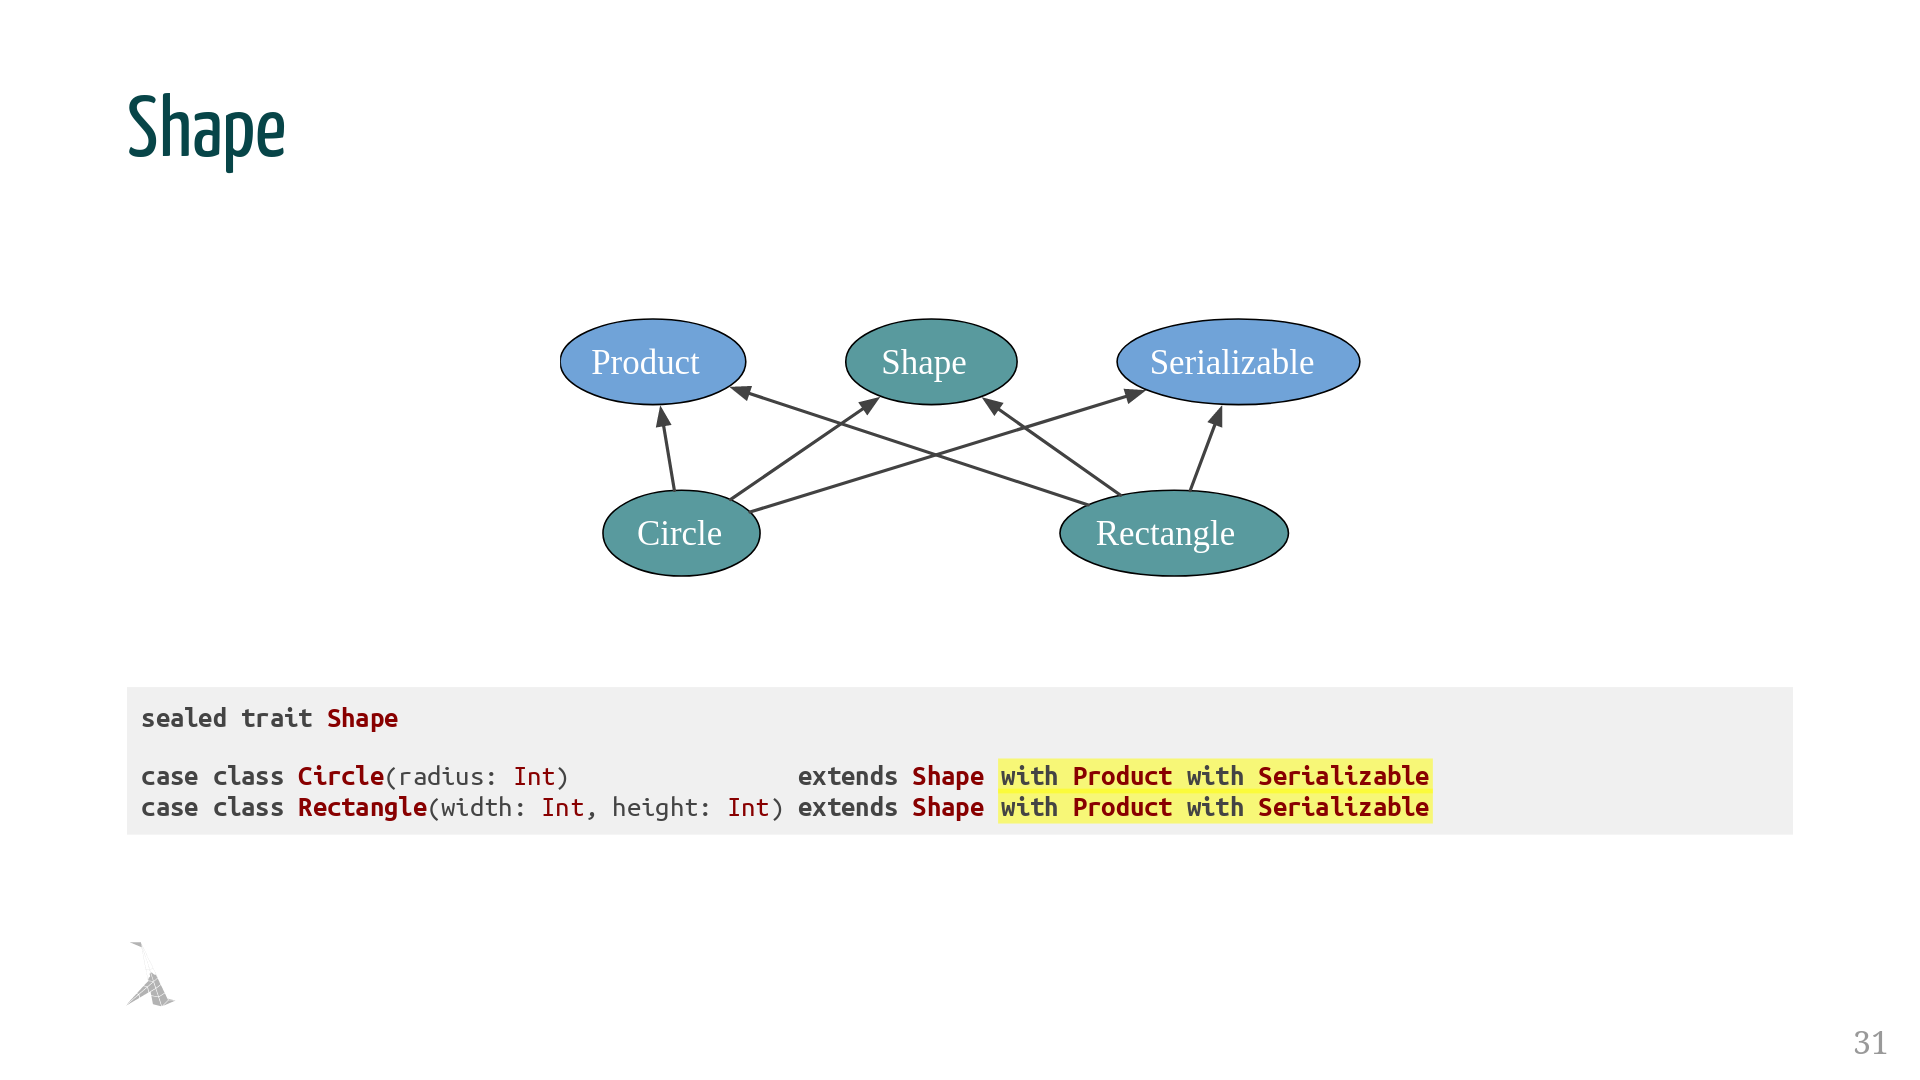 Shape
Product
Shape
Serializable
Circle
Rectangle
sealed trait Shape
case class Circle(radius: Int)                extends Shape with Product with Serializable
case class Rectangle(width: Int, height: Int) extends Shape with Product with Serializable
31